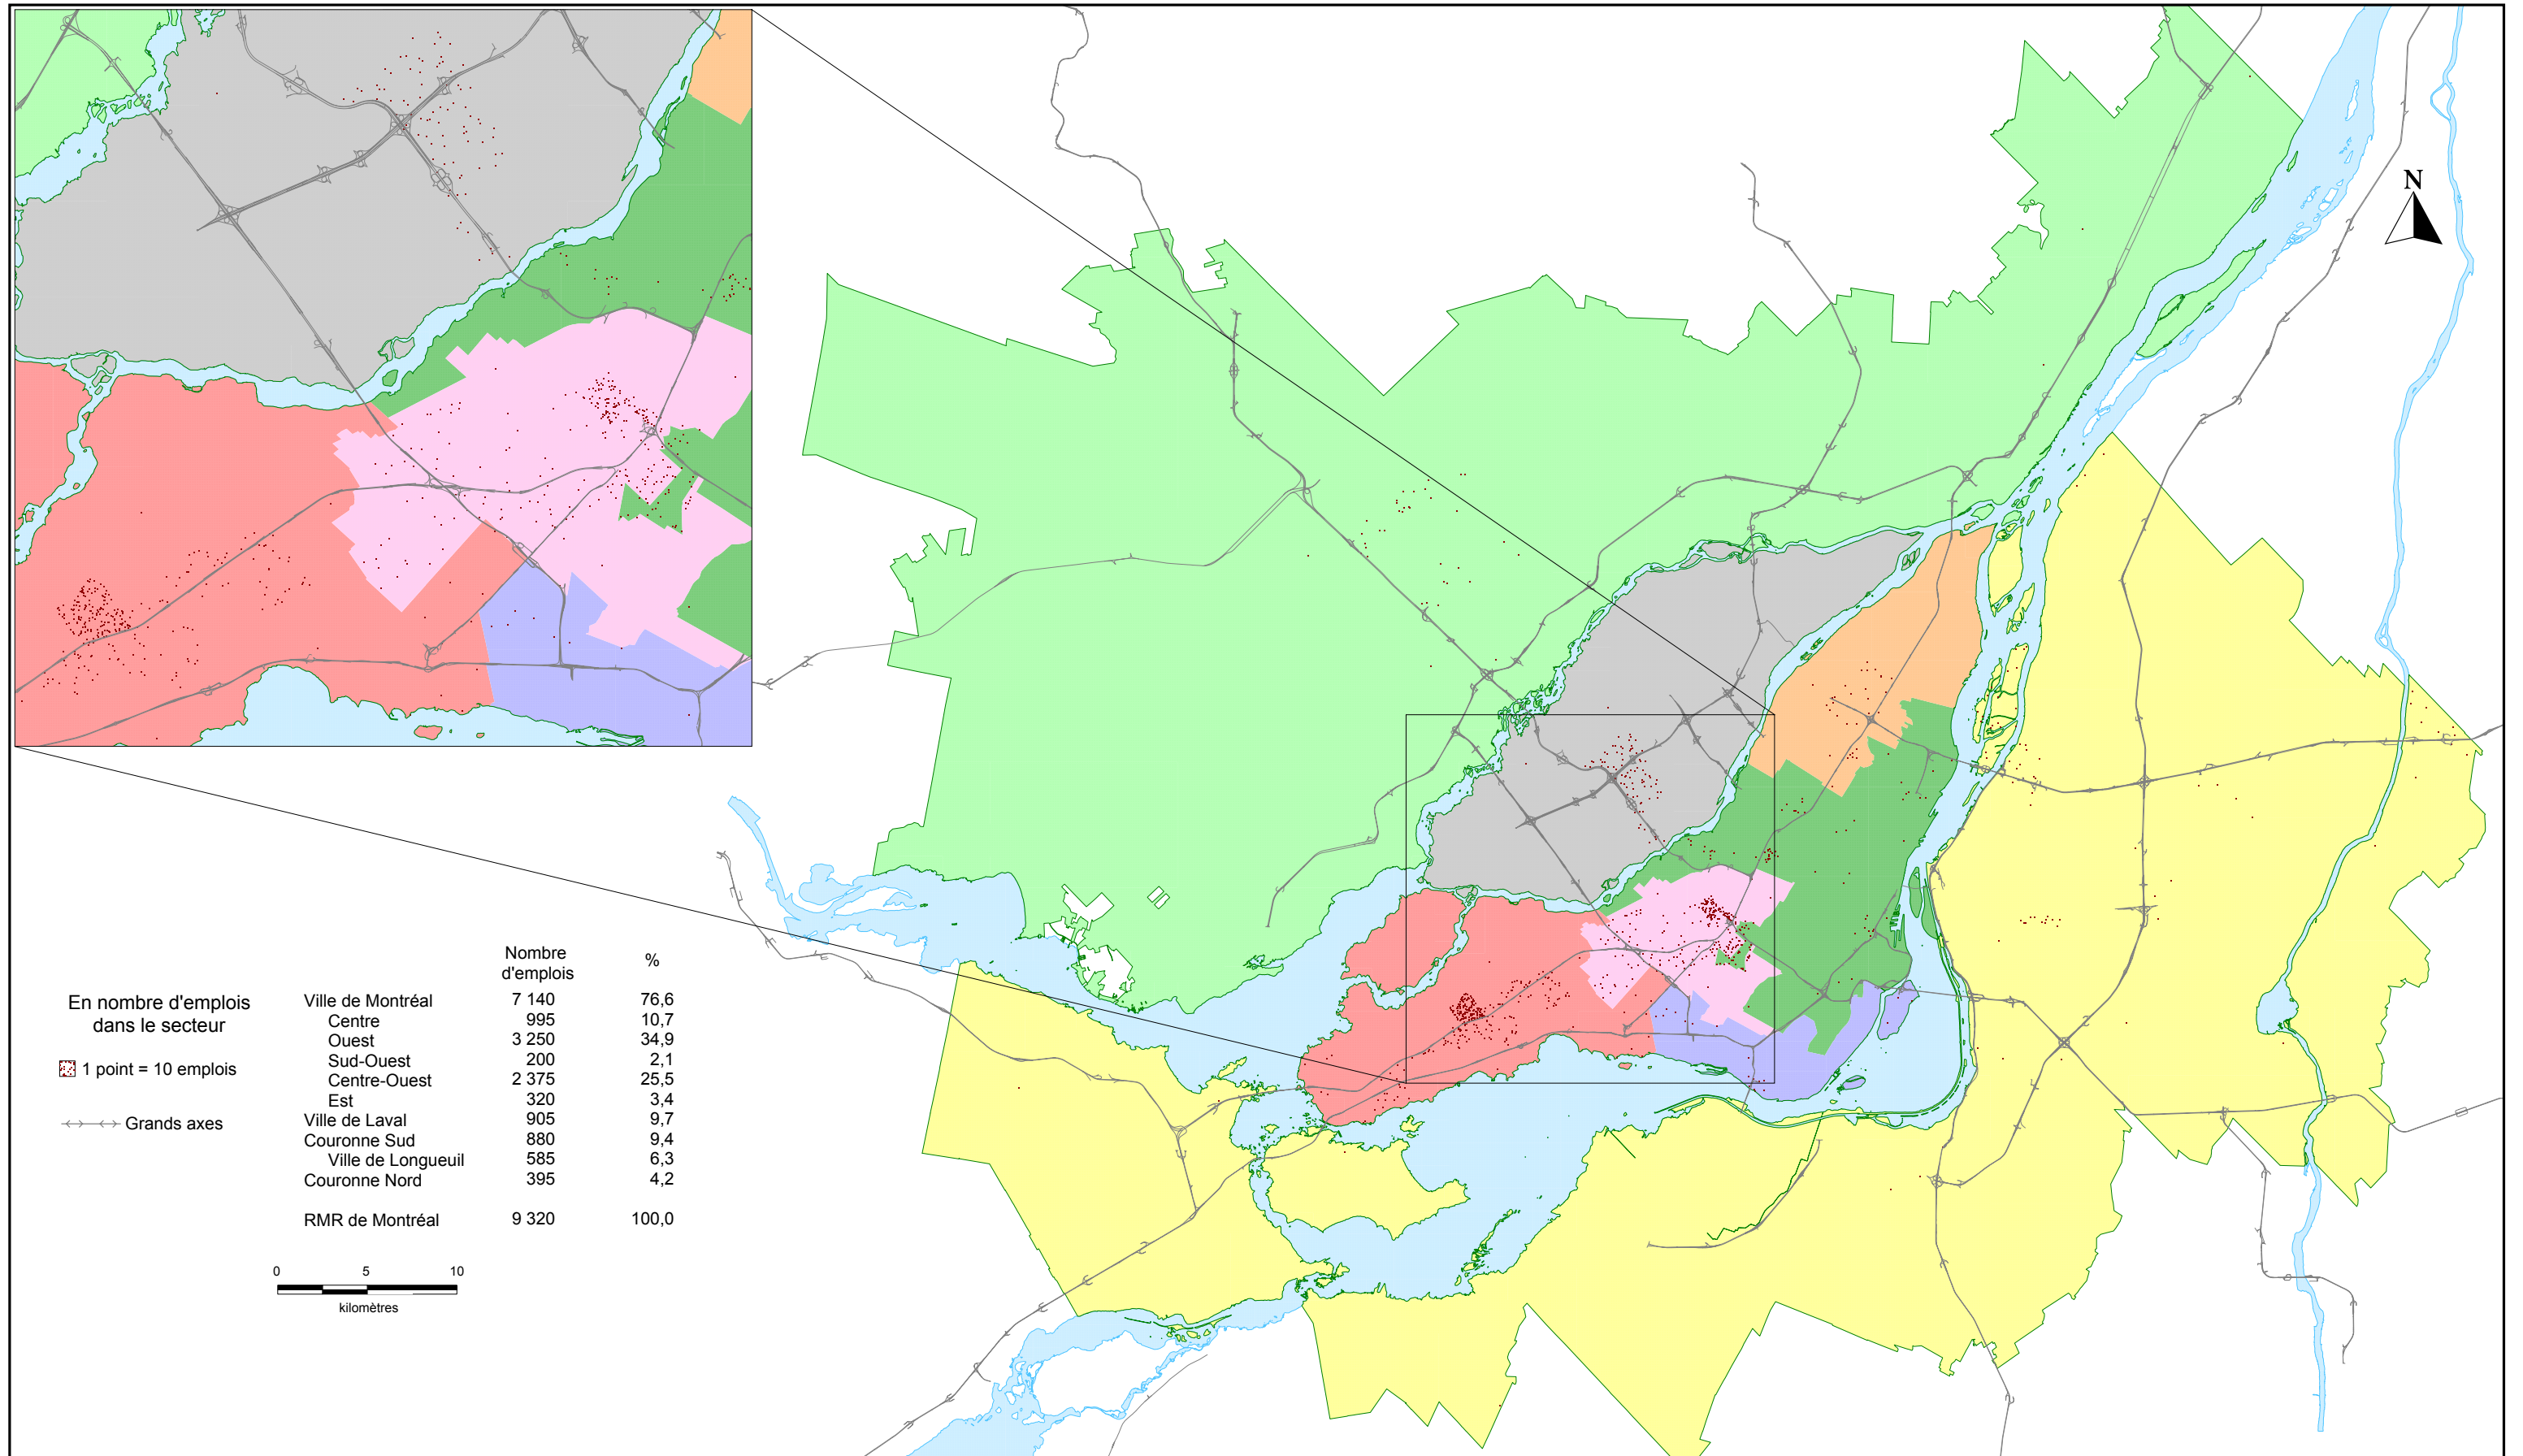 N
Nombre
d'emplois
%
En nombre d'emplois
dans le secteur
1 point = 10 emplois
Grands axes
Ville de Montréal 7 140 76,6
Centre 995 10,7
Ouest 3 250 34,9
Sud-Ouest 200 2,1
Centre-Ouest 2 375 25,5
Est 320 3,4
Ville de Laval 905 9,7
Couronne Sud 880 9,4
Ville de Longueuil 585 6,3
Couronne Nord 395 4,2
RMR de Montréal 9 320 100,0
0 5 10
kilomètres